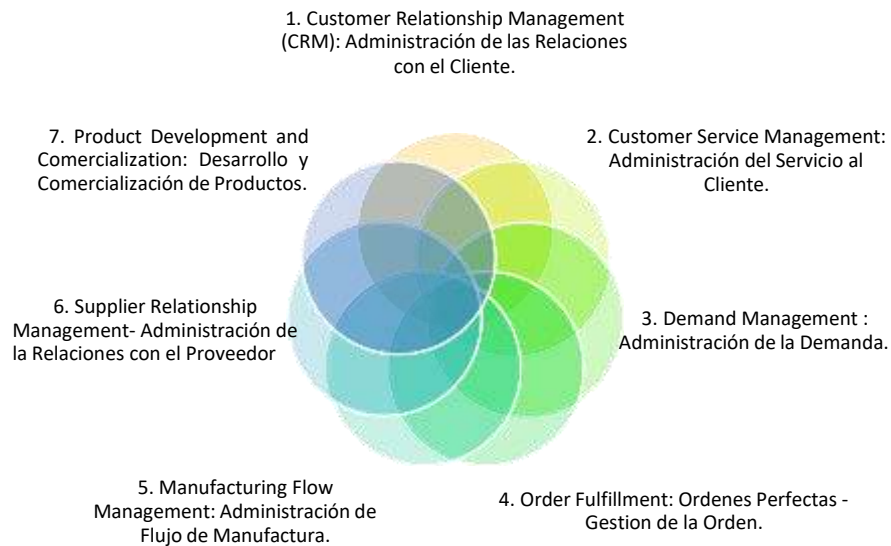 1. Customer Relationship Management
(CRM): Administración de las Relaciones
con el Cliente.
2. Customer Service Management:
Administración del Servicio al
Cliente.
3. Demand Management :
Administración de la Demanda.
4. Order Fulfillment: Ordenes Perfectas -
Gestion de la Orden.
5. Manufacturing Flow
Management: Administración de
Flujo de Manufactura.
6. Supplier Relationship
Management- Administración de
la Relaciones con el Proveedor
7. Product Development and
Comercialization: Desarrollo y
Comercialización de Productos.